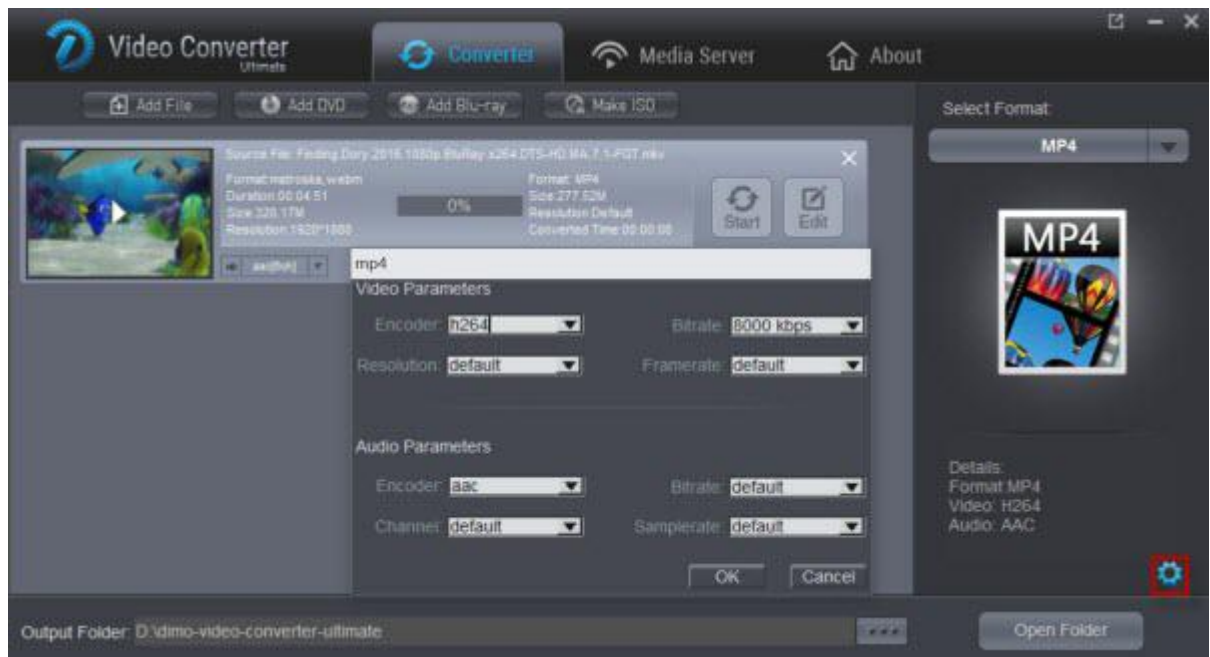 Video Converter
Ultimate
Converter
Media Server
About
Add File
Add DVD
Add Blu-ray
Make ISO
Select Format:
MP4
Source File: Finding.Dory.2016.1080p.BluRay.x264.DTS-HD.MA.7.1-FGT.mkv
Format:matroska,webm
Duration:00:04:51
Size:328.17M
Resolution:1920*1080
0%
Format: MP4
Size:277.52M
Resolution:Default
Converted Time:00:00:00
Start
Edit
MP4
mp4
Video Parameters
Encoder: h264
Bitrate: 8000 kbps
Resolution: default
Framerate: default
Audio Parameters
Encoder: aac
Bitrate: default
Channel: default
Samplerate: default
OK
Cancel
Details:
Format:MP4
Video: H264
Audio: AAC
Output Folder: D:\dimo-video-converter-ultimate
Open Folder